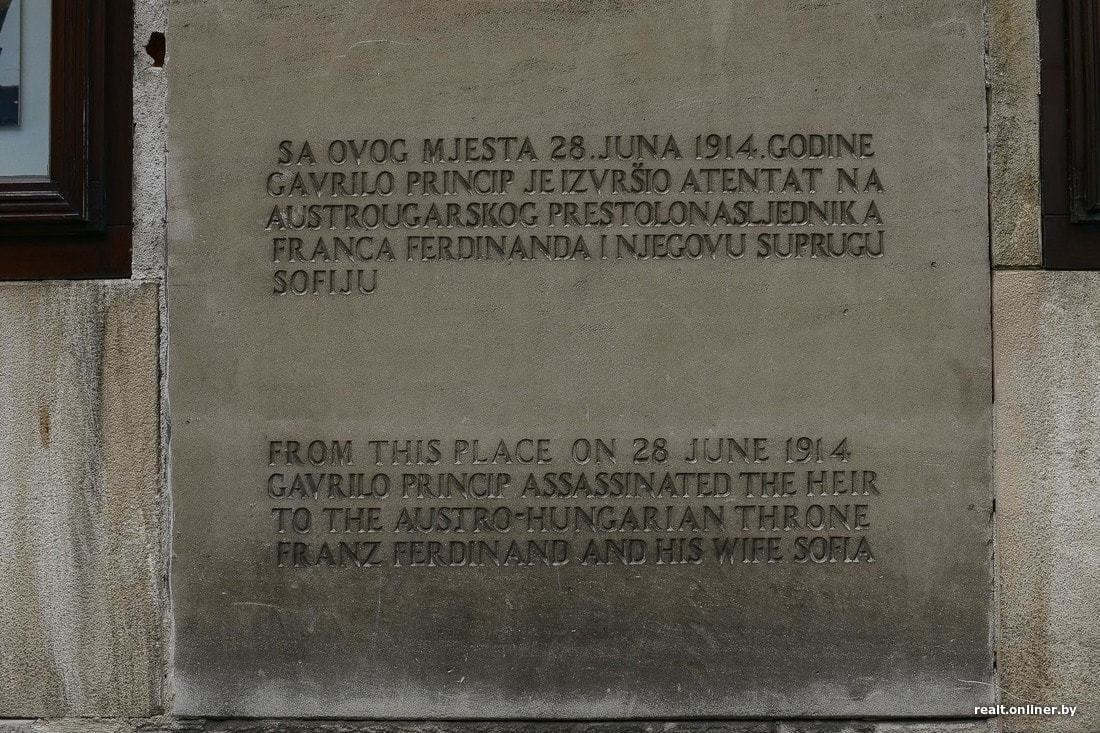 SA OVOG MJESTA 28. JUNA 1914. GODINE
GAVRILO PRINCIP JE IZVRŠIO ATENTAT NA
AUSTROUGARSKOG PRESTOLONASLJEDNIKA
FRANCA FERDINANDA I NJEGOVU SUPRUGU
SOFIJU
FROM THIS PLACE ON 28 JUNE 1914
GAVRILO PRINCIP ASSASSINATED THE HEIR
TO THE AUSTRO-HUNGARIAN THRONE
FRANZ FERDINAND AND HIS WIFE SOFIA
realt.onliner.by